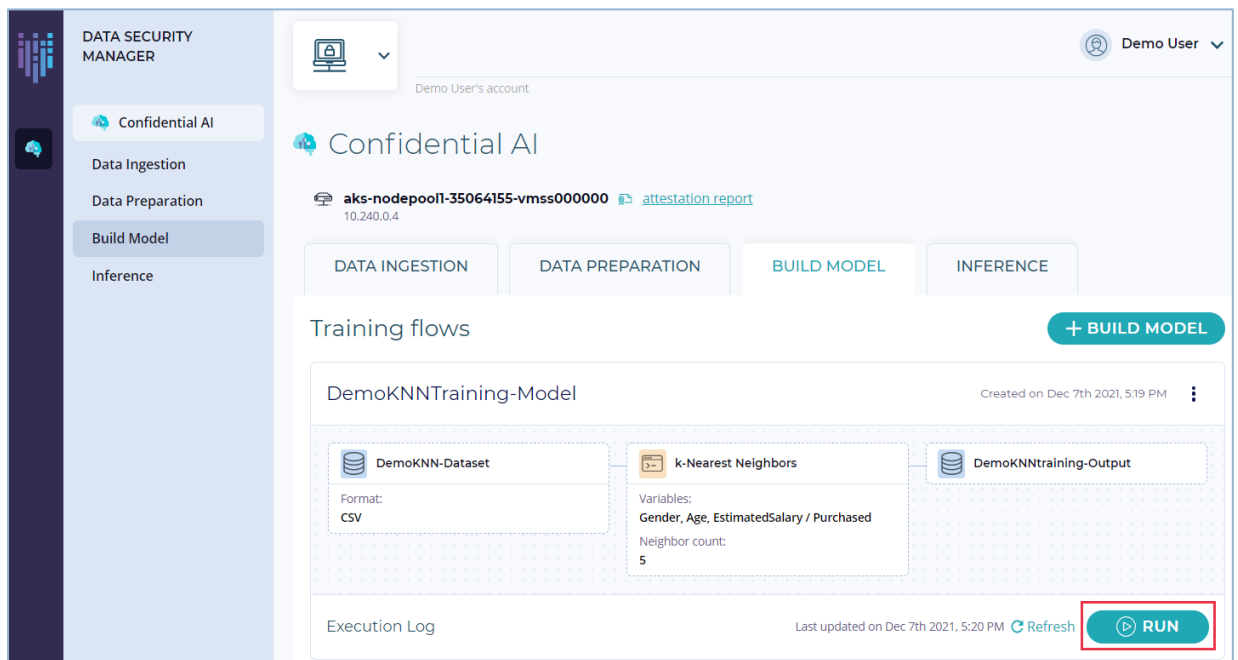 DATA SECURITY
MANAGER
Confidential AI
Data Ingestion
Data Preparation
Build Model
Inference
Demo User
Demo User's account
Confidential AI
aks-nodepool1-35064155-vmss000000 attestation report
10.240.0.4
DATA INGESTION DATA PREPARATION BUILD MODEL INFERENCE
Training flows
+ BUILD MODEL
DemoKNNTraining-Model
Created on Dec 7th 2021, 5:19 PM
DemoKNN-Dataset
Format:
CSV
k-Nearest Neighbors
Variables:
Gender, Age, EstimatedSalary / Purchased
Neighbor count:
5
DemoKNNtraining-Output
Execution Log
Last updated on Dec 7th 2021, 5:20 PM Refresh
RUN